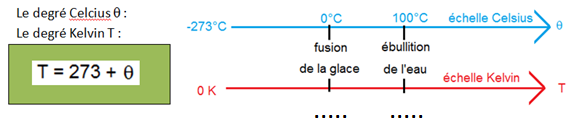 Le degré Celcius θ :
Le degré Kelvin T :
T = 273 + θ
-273°C 0°C 100°C échelle Celsius θ
fusion ébullition
de la glace de l'eau
0 K échelle Kelvin T
..... .....